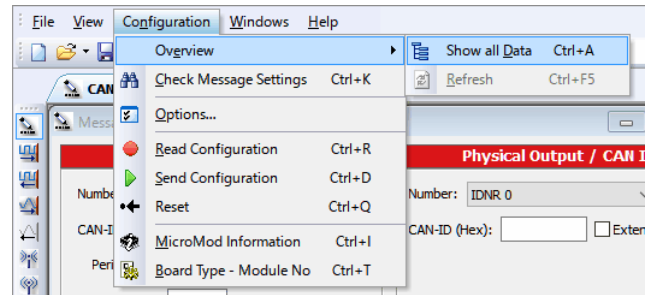 File View Configuration Windows Help
Overview
Show all Data Ctrl+A
CAN
Check Message Settings Ctrl+K
Refresh Ctrl+F5
Mess
Options...
Read Configuration Ctrl+R
Physical Output / CAN I
Send Configuration Ctrl+D
Numbe
Number: IDNR 0
Reset Ctrl+Q
CAN-I
CAN-ID (Hex):
Exten
MicroMod Information Ctrl+I
Peri
Board Type - Module No Ctrl+T